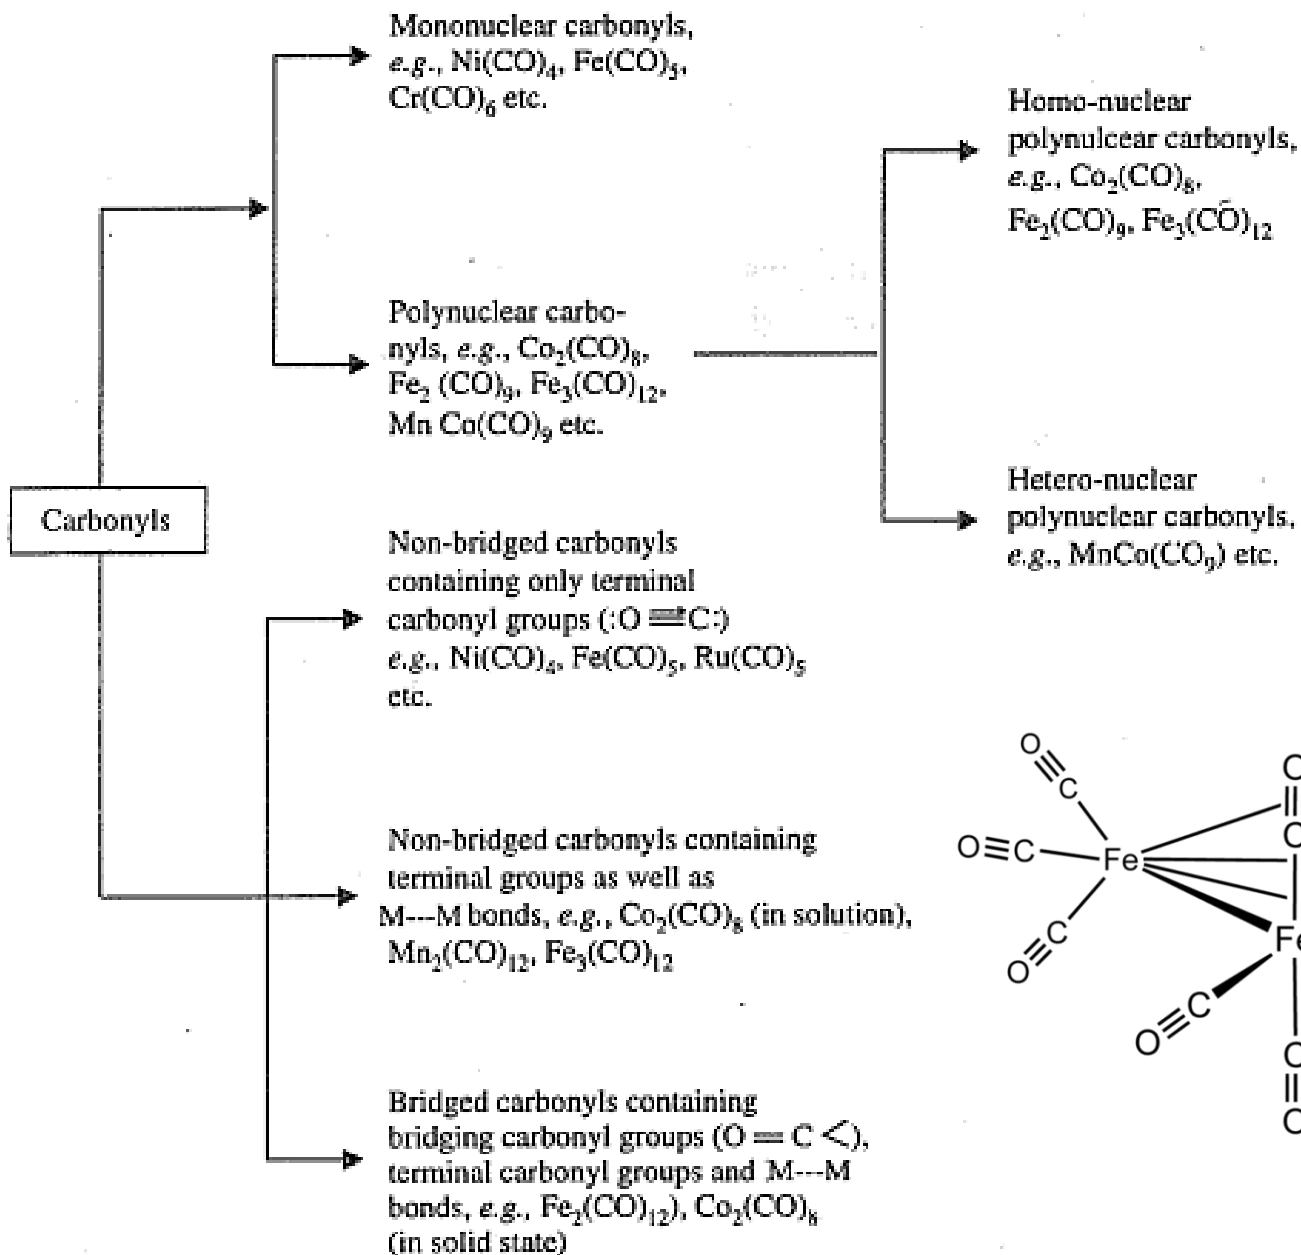 Mononuclear carbonyls,
e.g., Ni(CO)₄, Fe(CO)₅,
Cr(CO)₆ etc.
Homo-nuclear
polynulcear carbonyls,
e.g., Co₂(CO)₈,
Fe₂(CO)₉, Fe₃(CO)₁₂
Polynuclear carbo-
nyls, e.g., Co₂(CO)₈,
Fe₂ (CO)₉, Fe₃(CO)₁₂,
Mn Co(CO)₉ etc.
Hetero-nuclear
polynuclear carbonyls,
e.g., MnCo(CO₉) etc.
Carbonyls
Non-bridged carbonyls
containing only terminal
carbonyl groups (:O≡C:)
e.g., Ni(CO)₄, Fe(CO)₅, Ru(CO)₅
etc.
Non-bridged carbonyls containing
terminal groups as well as
M---M bonds, e.g., Co₂(CO)₈ (in solution),
Mn₂(CO)₁₂, Fe₃(CO)₁₂
Bridged carbonyls containing
bridging carbonyl groups (O = C <),
terminal carbonyl groups and M---M
bonds, e.g., Fe₂(CO)₁₂), Co₂(CO)₈
(in solid state)
O
C
O
C
O≡C
Fe
C
O
Fe
C
O
C
O